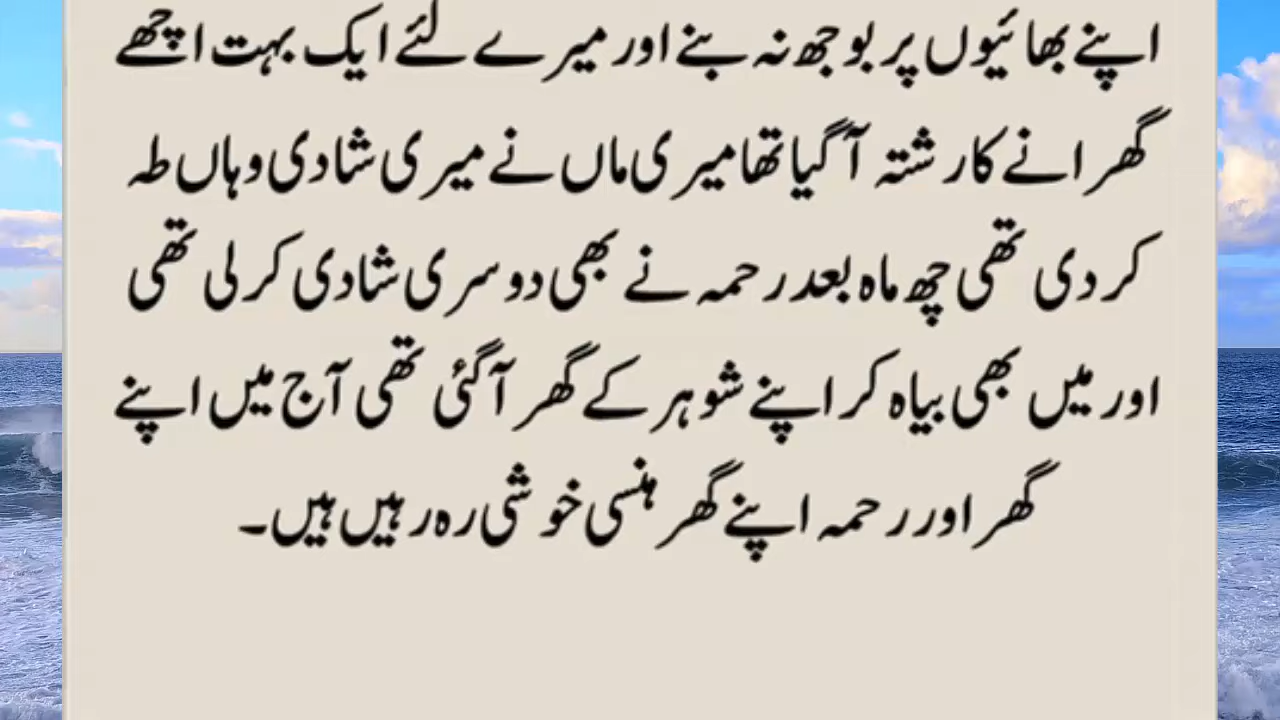 اپنے بھائیوں پر بوجھ نہ بنے اور میرے لئے ایک بہت اچھے
گھرانے کا رشتہ آگیا تھا میری ماں نے میری شادی وہاں طہ
کر دی تھی چھ ماہ بعد رحمہ نے بھی دوسری شادی کرلی تھی
اور میں بھی بیاہ کر اپنے شوہر کے گھر آگئی تھی آج میں اپنے
گھر اور رحمہ اپنے گھر ہنسی خوشی رہ رہیں ہیں۔